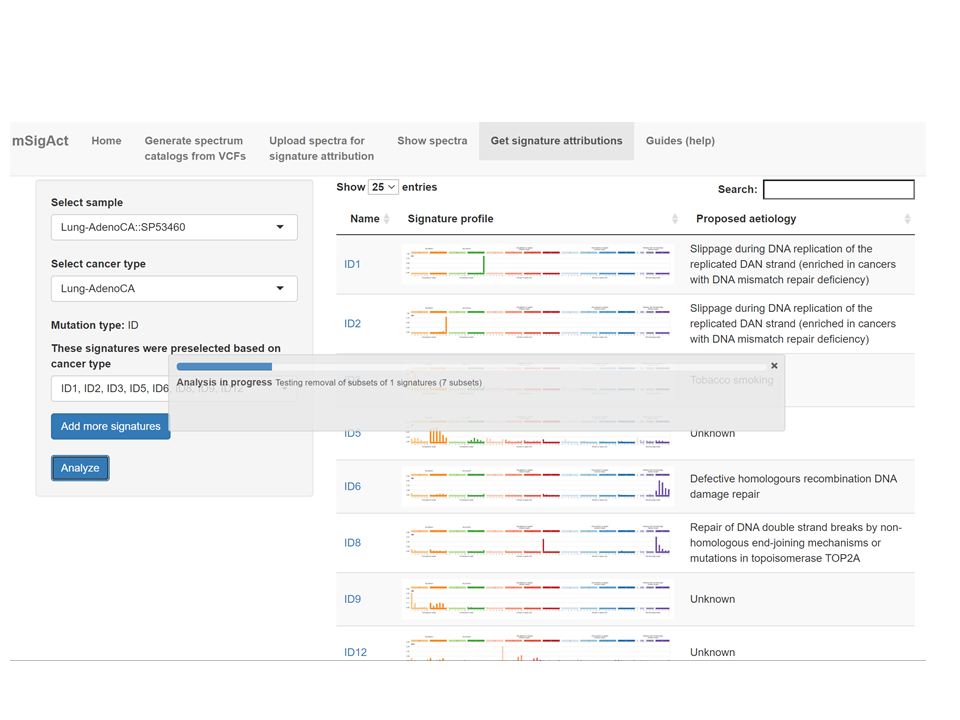 mSigAct
Home
Generate spectrum
catalogs from VCFs
Upload spectra for
signature attribution
Show spectra
Get signature attributions
Guides (help)
Select sample
Lung-AdenoCA::SP53460
Select cancer type
Lung-AdenoCA
Mutation type: ID
These signatures were preselected based on
cancer type
ID1, ID2, ID3, ID5, ID6, ID8, ID9, ID12
Add more signatures
Analyze
Show 25 entries
Search:
Name
Signature profile
Proposed aetiology
ID1
Slippage during DNA replication of the
replicated DAN strand (enriched in cancers
with DNA mismatch repair deficiency)
ID2
Slippage during DNA replication of the
replicated DAN strand (enriched in cancers
with DNA mismatch repair deficiency)
Analysis in progress Testing removal of subsets of 1 signatures (7 subsets)
×
Tobacco smoking
ID5
Unknown
ID6
Defective homologours recombination DNA
damage repair
ID8
Repair of DNA double strand breaks by non-
homologous end-joining mechanisms or
mutations in topoisomerase TOP2A
ID9
Unknown
ID12
Unknown